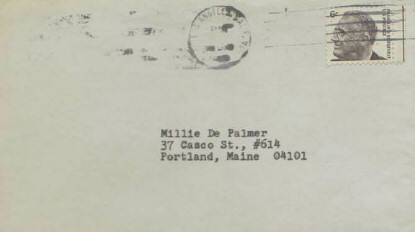 Millie De Palmer
37 Casco St., #614
Portland, Maine 04101